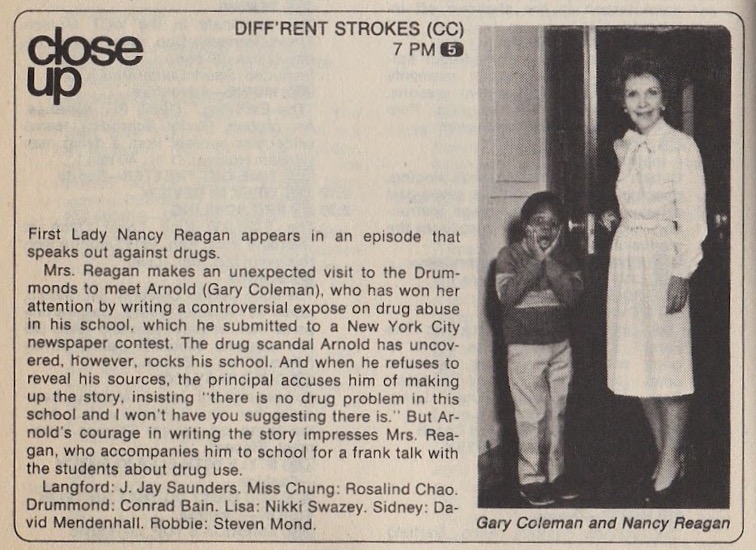 close
up
DIFF'RENT STROKES (CC)
7 PM 5
First Lady Nancy Reagan appears in an episode that
speaks out against drugs.
Mrs. Reagan makes an unexpected visit to the Drum-
monds to meet Arnold (Gary Coleman), who has won her
attention by writing a controversial expose on drug abuse
in his school, which he submitted to a New York City
newspaper contest. The drug scandal Arnold has uncov-
ered, however, rocks his school. And when he refuses to
reveal his sources, the principal accuses him of making
up the story, insisting "there is no drug problem in this
school and I won't have you suggesting there is." But Ar-
nold's courage in writing the story impresses Mrs. Rea-
gan, who accompanies him to school for a frank talk with
the students about drug use.
Langford: J. Jay Saunders. Miss Chung: Rosalind Chao.
Drummond: Conrad Bain. Lisa: Nikki Swazey. Sidney: Da-
vid Mendenhall. Robbie: Steven Mond.
Gary Coleman and Nancy Reagan